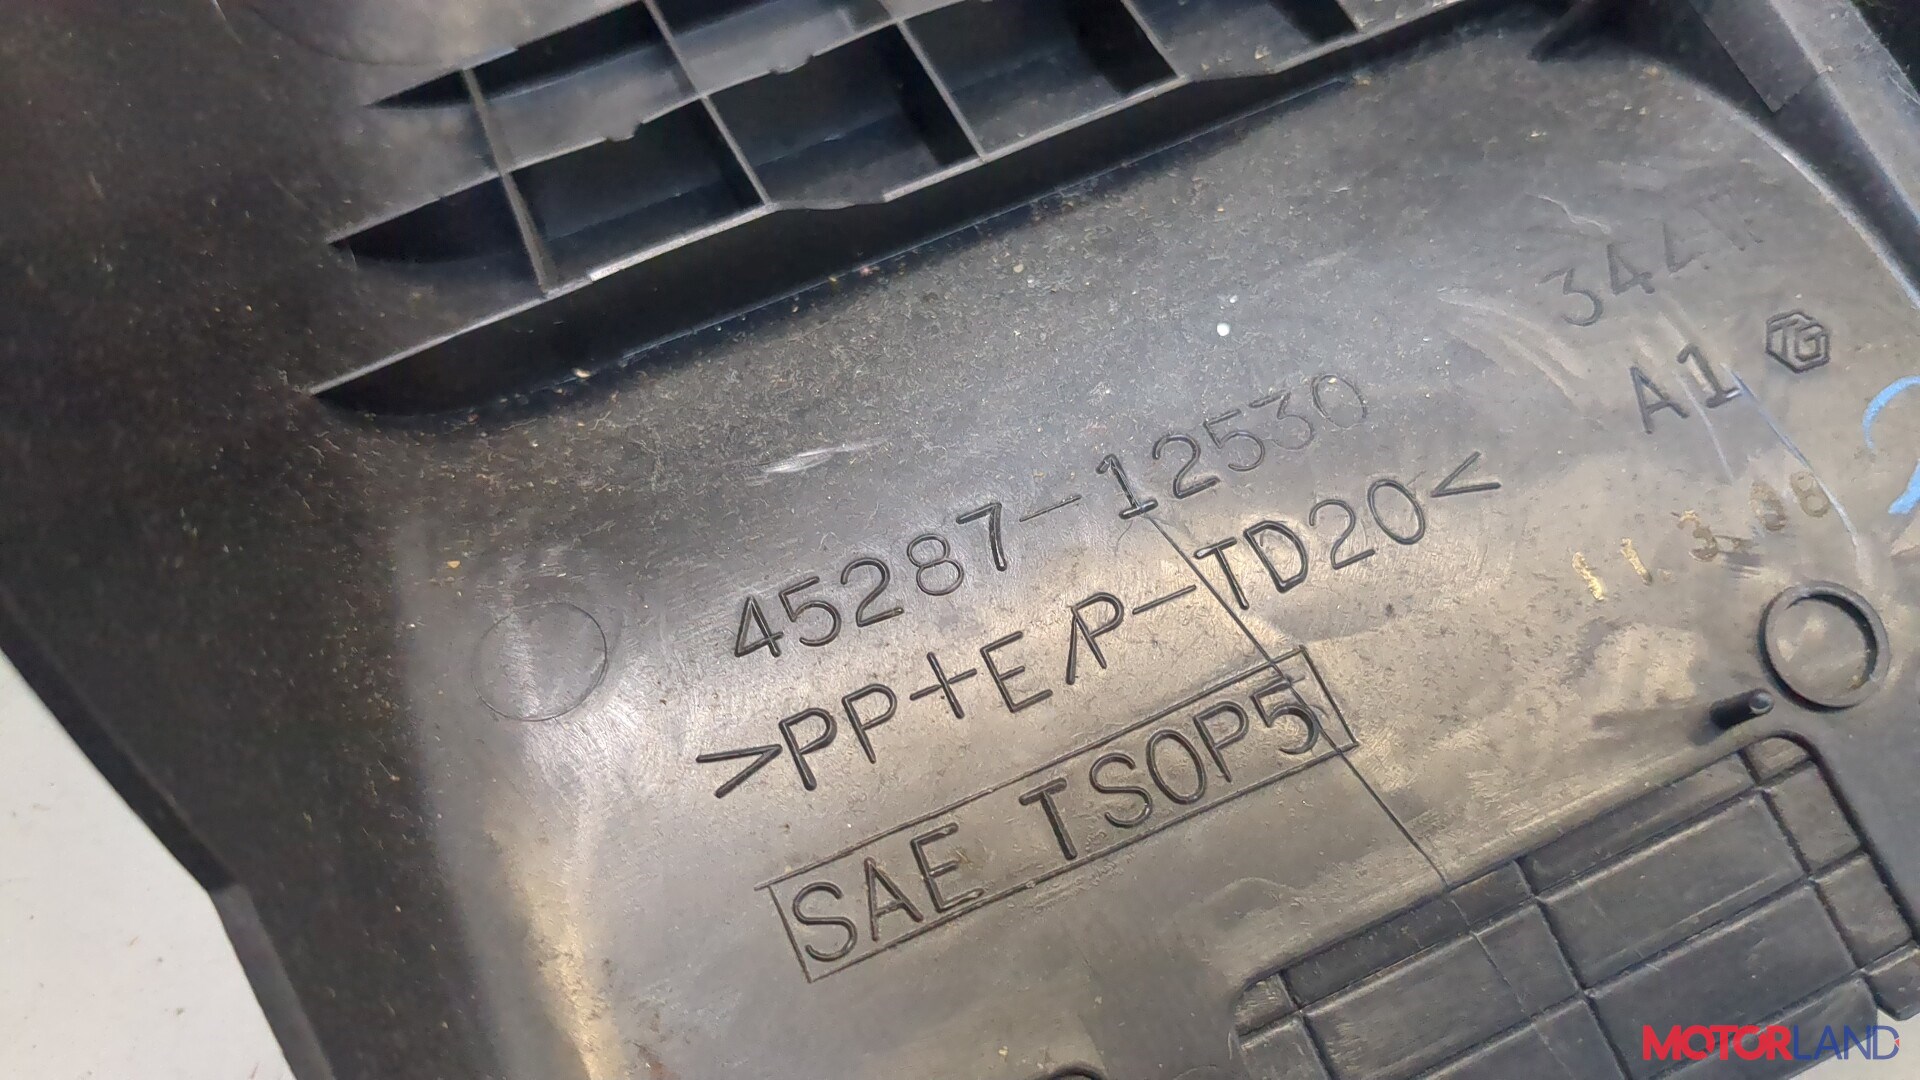 45287-12530
>PP+E/P-TD20<
SAE TSOP5
A1 TG
MOTORLAND